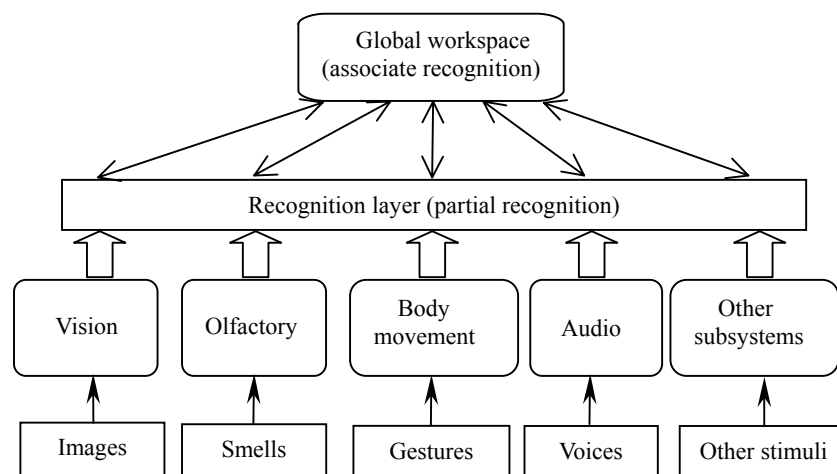 Global workspace
(associate recognition)
Recognition layer (partial recognition)
Vision
Olfactory
Body
movement
Audio
Other
subsystems
Images
Smells
Gestures
Voices
Other stimuli